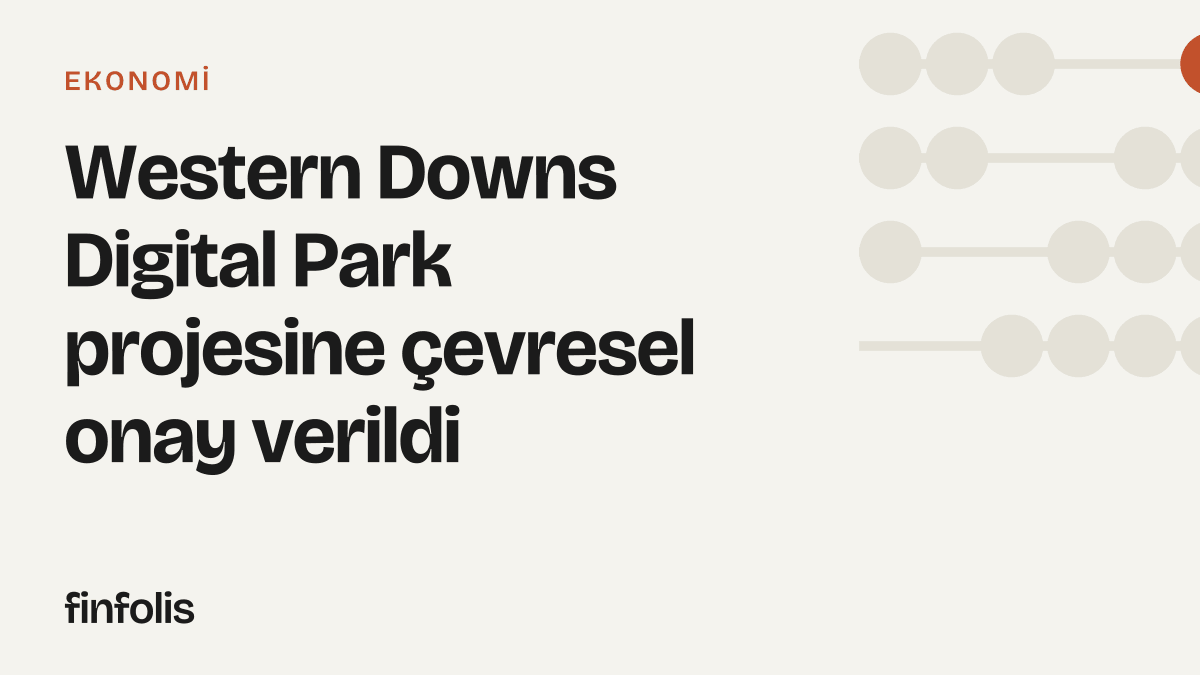 EKONOMİ
Western Downs
Digital Park
projesine çevresel
onay verildi
finfolis